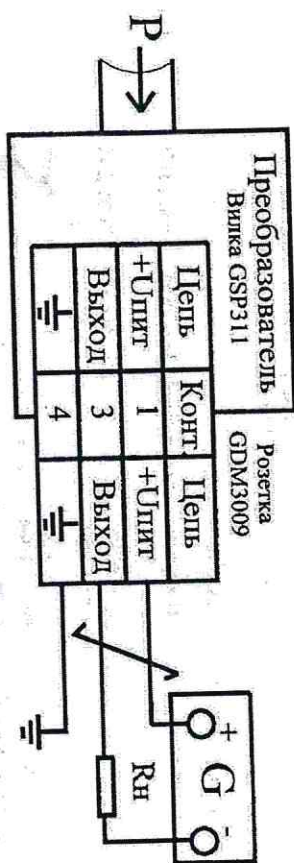 P
Преобразователь
Вилка GSP311
Розетка
GDM3009
Цепь Конт. Цепь
+Uпит 1 +Uпит
Выход 3 Выход
4
+ G -
Rн